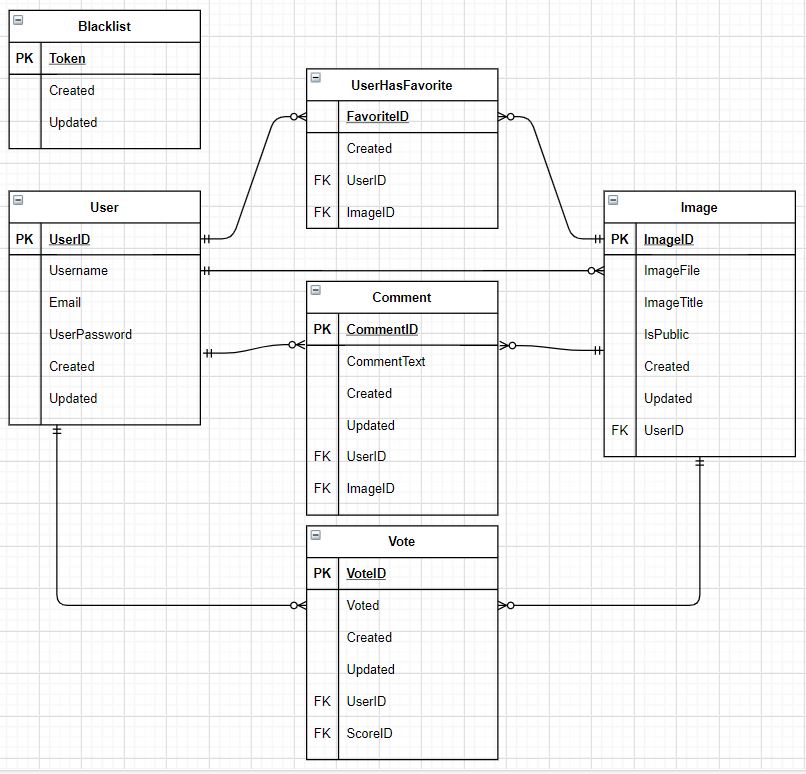 Blacklist
PK Token
Created
Updated
UserHasFavorite
FavoriteID
Created
FK UserID
FK ImageID
User
PK UserID
Username
Email
UserPassword
Created
Updated
Image
PK ImageID
ImageFile
ImageTitle
IsPublic
Created
Updated
FK UserID
Comment
PK CommentID
CommentText
Created
Updated
FK UserID
FK ImageID
Vote
PK VoteID
Voted
Created
Updated
FK UserID
FK ScoreID